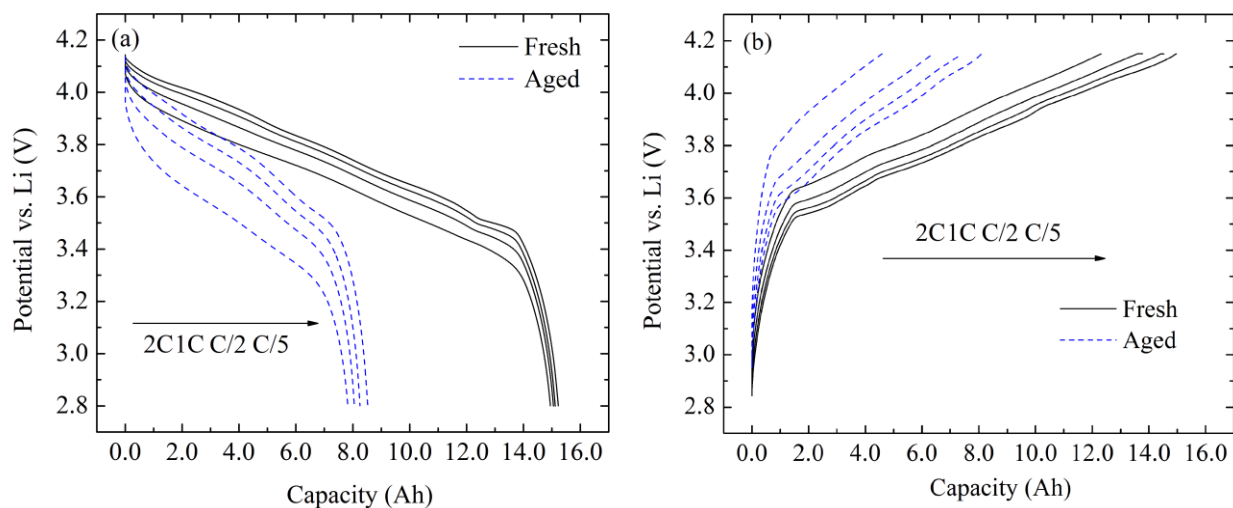 (a)
Fresh
Aged
4.2
4.0
3.8
3.6
3.4
3.2
3.0
2.8
Potential vs. Li (V)
2C1C C/2 C/5
0.0 2.0 4.0 6.0 8.0 10.0 12.0 14.0 16.0
Capacity (Ah)
(b)
4.2
4.0
3.8
3.6
3.4
3.2
3.0
2.8
Potential vs. Li (V)
2C1C C/2 C/5
Fresh
Aged
0.0 2.0 4.0 6.0 8.0 10.0 12.0 14.0 16.0
Capacity (Ah)